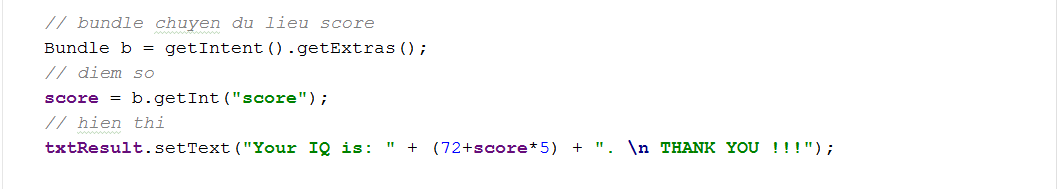 // bundle chuyen du lieu score
Bundle b = getIntent().getExtras();
// diem so
score = b.getInt("score");
// hien thi
txtResult.setText("Your IQ is: " + (72+score*5) + ". \n THANK YOU !!!");